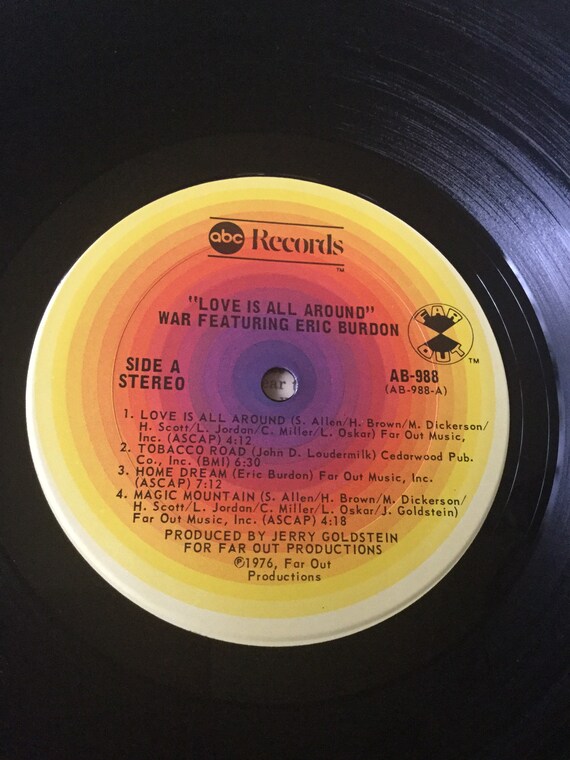 abc Records
TM
"LOVE IS ALL AROUND"
WAR FEATURING ERIC BURDON
FAR OUT
TM
SIDE A
STEREO
AB-988
(AB-988-A)
1. LOVE IS ALL AROUND (S. Allen/H. Brown/M. Dickerson/
H. Scott/L. Jordan/C. Miller/L. Oskar) Far Out Music,
Inc. (ASCAP) 4:12
2. TOBACCO ROAD (John D. Loudermilk) Cedarwood Pub.
Co., Inc. (BMI) 6:30
3. HOME DREAM (Eric Burdon) Far Out Music, Inc.
(ASCAP) 7:12
4. MAGIC MOUNTAIN (S. Allen/H. Brown/M. Dickerson/
H. Scott/L. Jordan/C. Miller/L. Oskar/J. Goldstein)
Far Out Music, Inc. (ASCAP) 4:18
PRODUCED BY JERRY GOLDSTEIN
FOR FAR OUT PRODUCTIONS
℗1976, Far Out
Productions